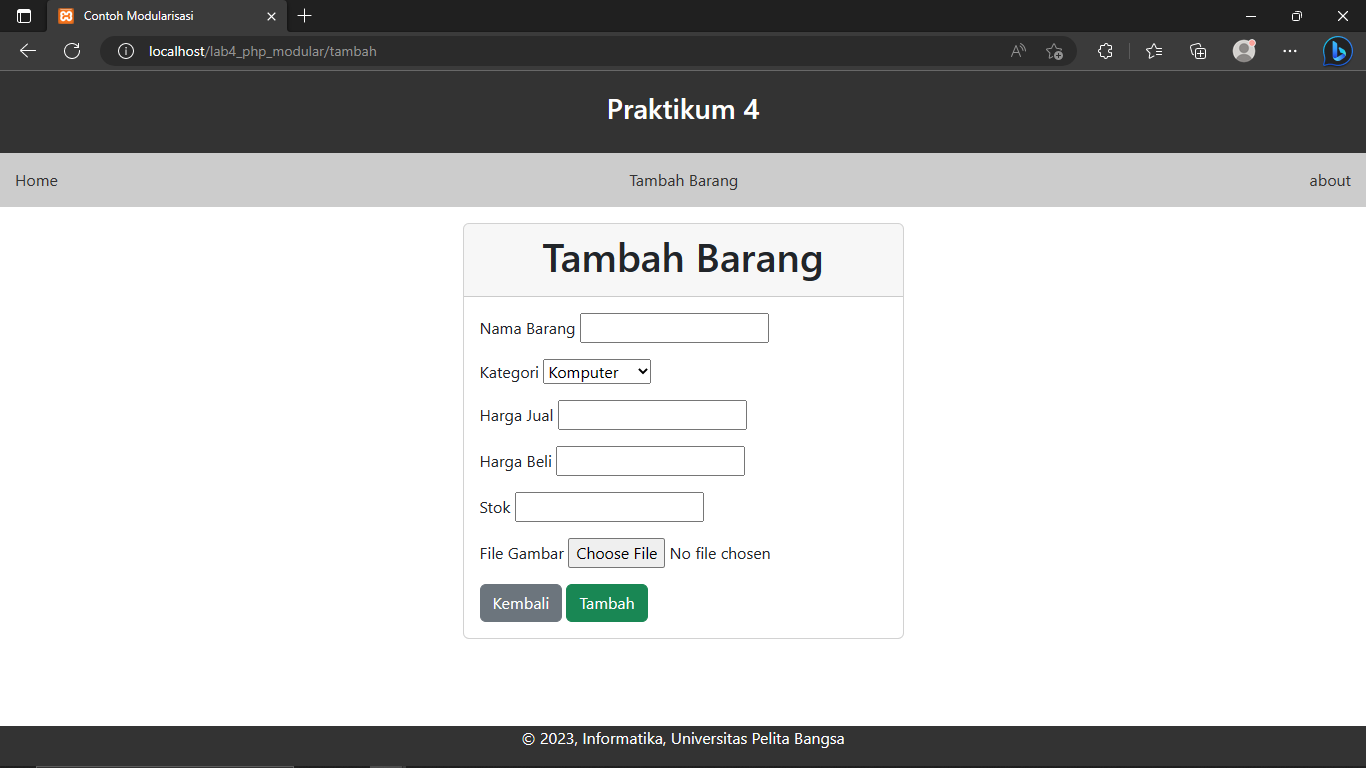 Contoh Modularisasi
localhost/lab4_php_modular/tambah
Praktikum 4
Home Tambah Barang about
Tambah Barang
Nama Barang
Kategori Komputer
Harga Jual
Harga Beli
Stok
File Gambar Choose File No file chosen
Kembali Tambah
© 2023, Informatika, Universitas Pelita Bangsa